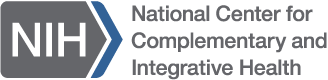 NIH
National Center for
Complementary and
Integrative Health